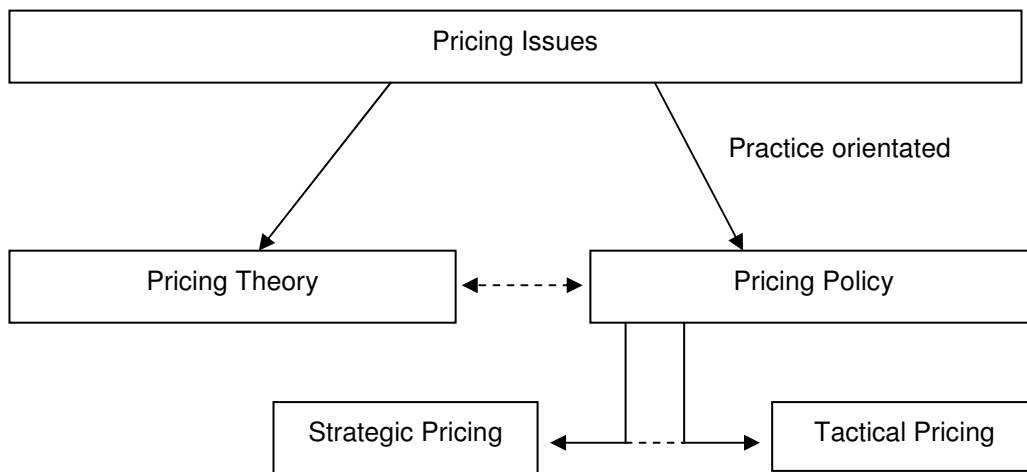 Pricing Issues
Practice orientated
Pricing Theory
Pricing Policy
Strategic Pricing
Tactical Pricing